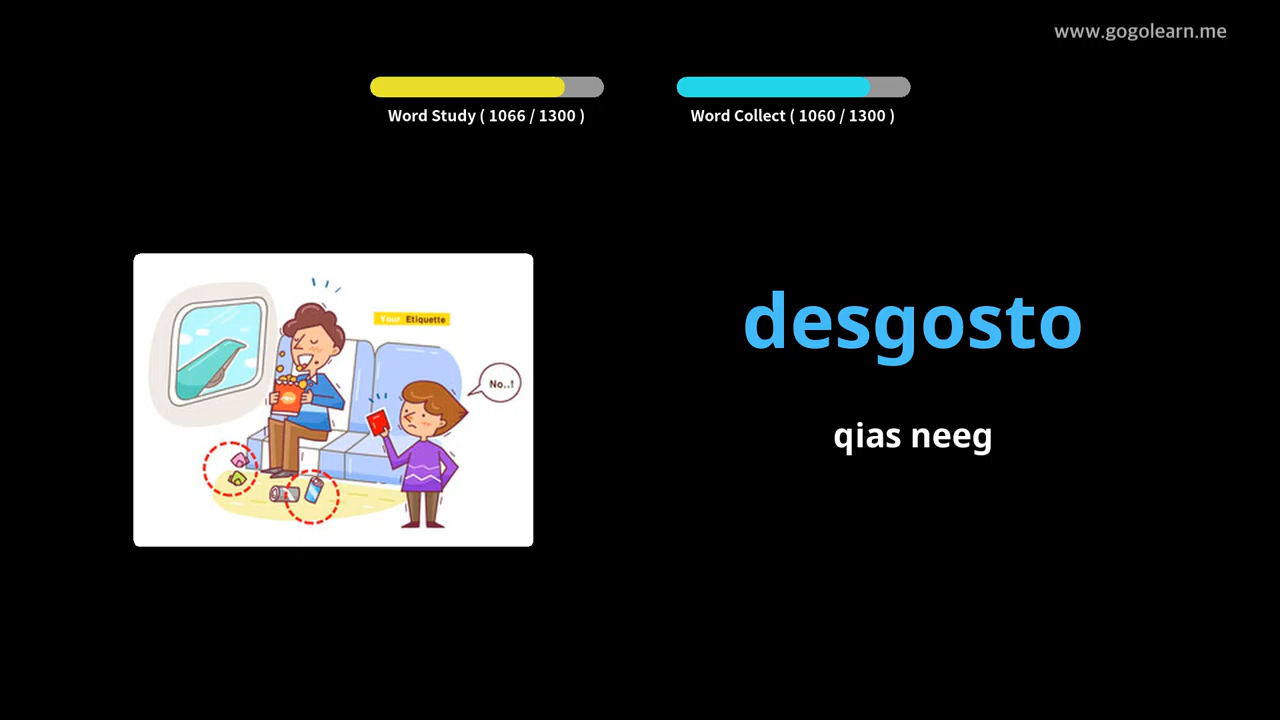 www.gogolearn.me
Word Study ( 1066 / 1300 )
Word Collect ( 1060 / 1300 )
Your Etiquette
No..!
desgosto
qias neeg